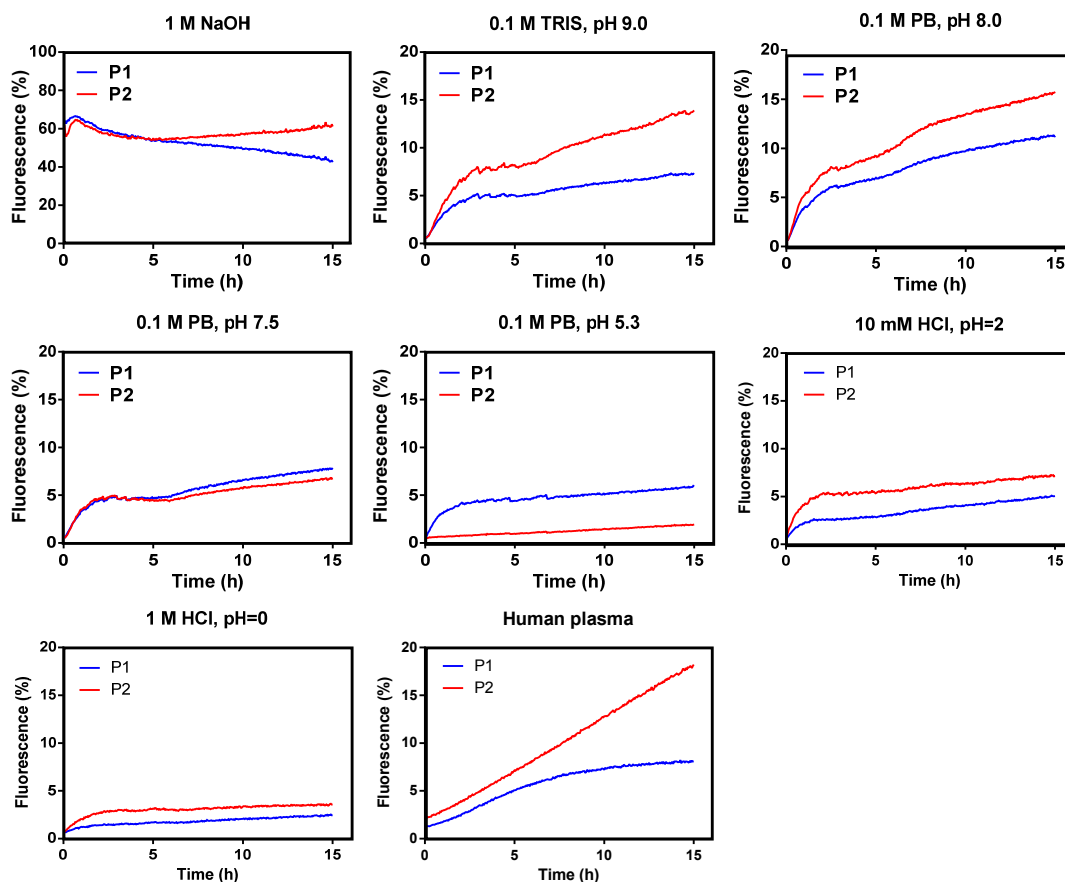 1 M NaOH
Fluorescence (%)
100
80
60
40
20
0
P1
P2
0 5 10 15
Time (h)
0.1 M TRIS, pH 9.0
Fluorescence (%)
20
15
10
5
0
P1
P2
0 5 10 15
Time (h)
0.1 M PB, pH 8.0
Fluorescence (%)
20
15
10
5
0
P1
P2
0 5 10 15
Time (h)
0.1 M PB, pH 7.5
Fluorescence (%)
20
15
10
5
0
P1
P2
0 5 10 15
Time (h)
0.1 M PB, pH 5.3
Fluorescence (%)
20
15
10
5
0
P1
P2
0 5 10 15
Time (h)
10 mM HCl, pH=2
Fluorescence (%)
20
15
10
5
0
P1
P2
0 5 10 15
Time (h)
1 M HCl, pH=0
Fluorescence (%)
20
15
10
5
0
P1
P2
0 5 10 15
Time (h)
Human plasma
Fluorescence (%)
20
15
10
5
0
P1
P2
0 5 10 15
Time (h)